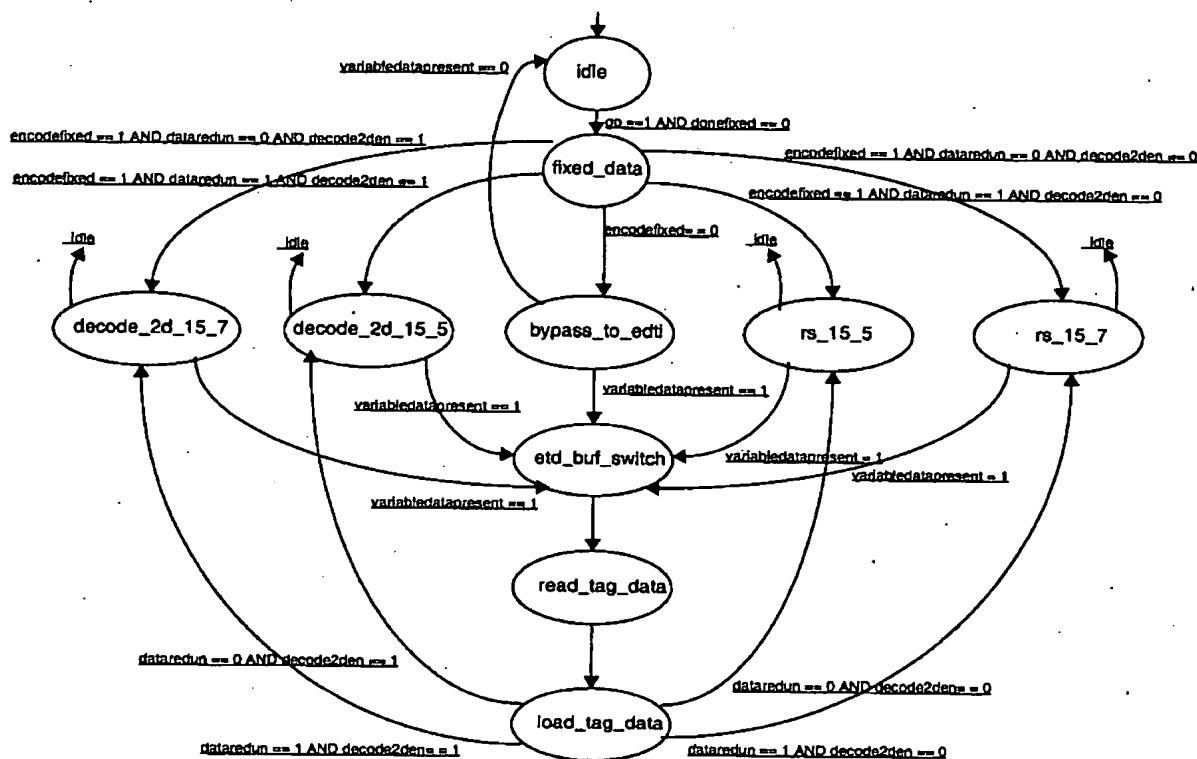 idle
variabledatapresent == 0
go ==1 AND donefixed == 0
encodefixed == 1 AND dataredun == 0 AND decode2den == 1
encodefixed == 1 AND dataredun == 0 AND decode2den == 0
fixed_data
encodefixed == 1 AND dataredun == 1 AND decode2den == 1
encodefixed == 1 AND dataredun == 1 AND decode2den == 0
encodefixed= = 0
idle
idle
idle
idle
decode_2d_15_7
decode_2d_15_5
bypass_to_edti
rs_15_5
rs_15_7
variabledatapresent == 1
variabledatapresent == 1
etd_buf_switch
variabledatapresent = 1
variabledatapresent = 1
variabledatapresent == 1
read_tag_data
dataredun == 0 AND decode2den == 1
dataredun == 0 AND decode2den= = 0
load_tag_data
dataredun == 1 AND decode2den= = 1
dataredun == 1 AND decode2den == 0